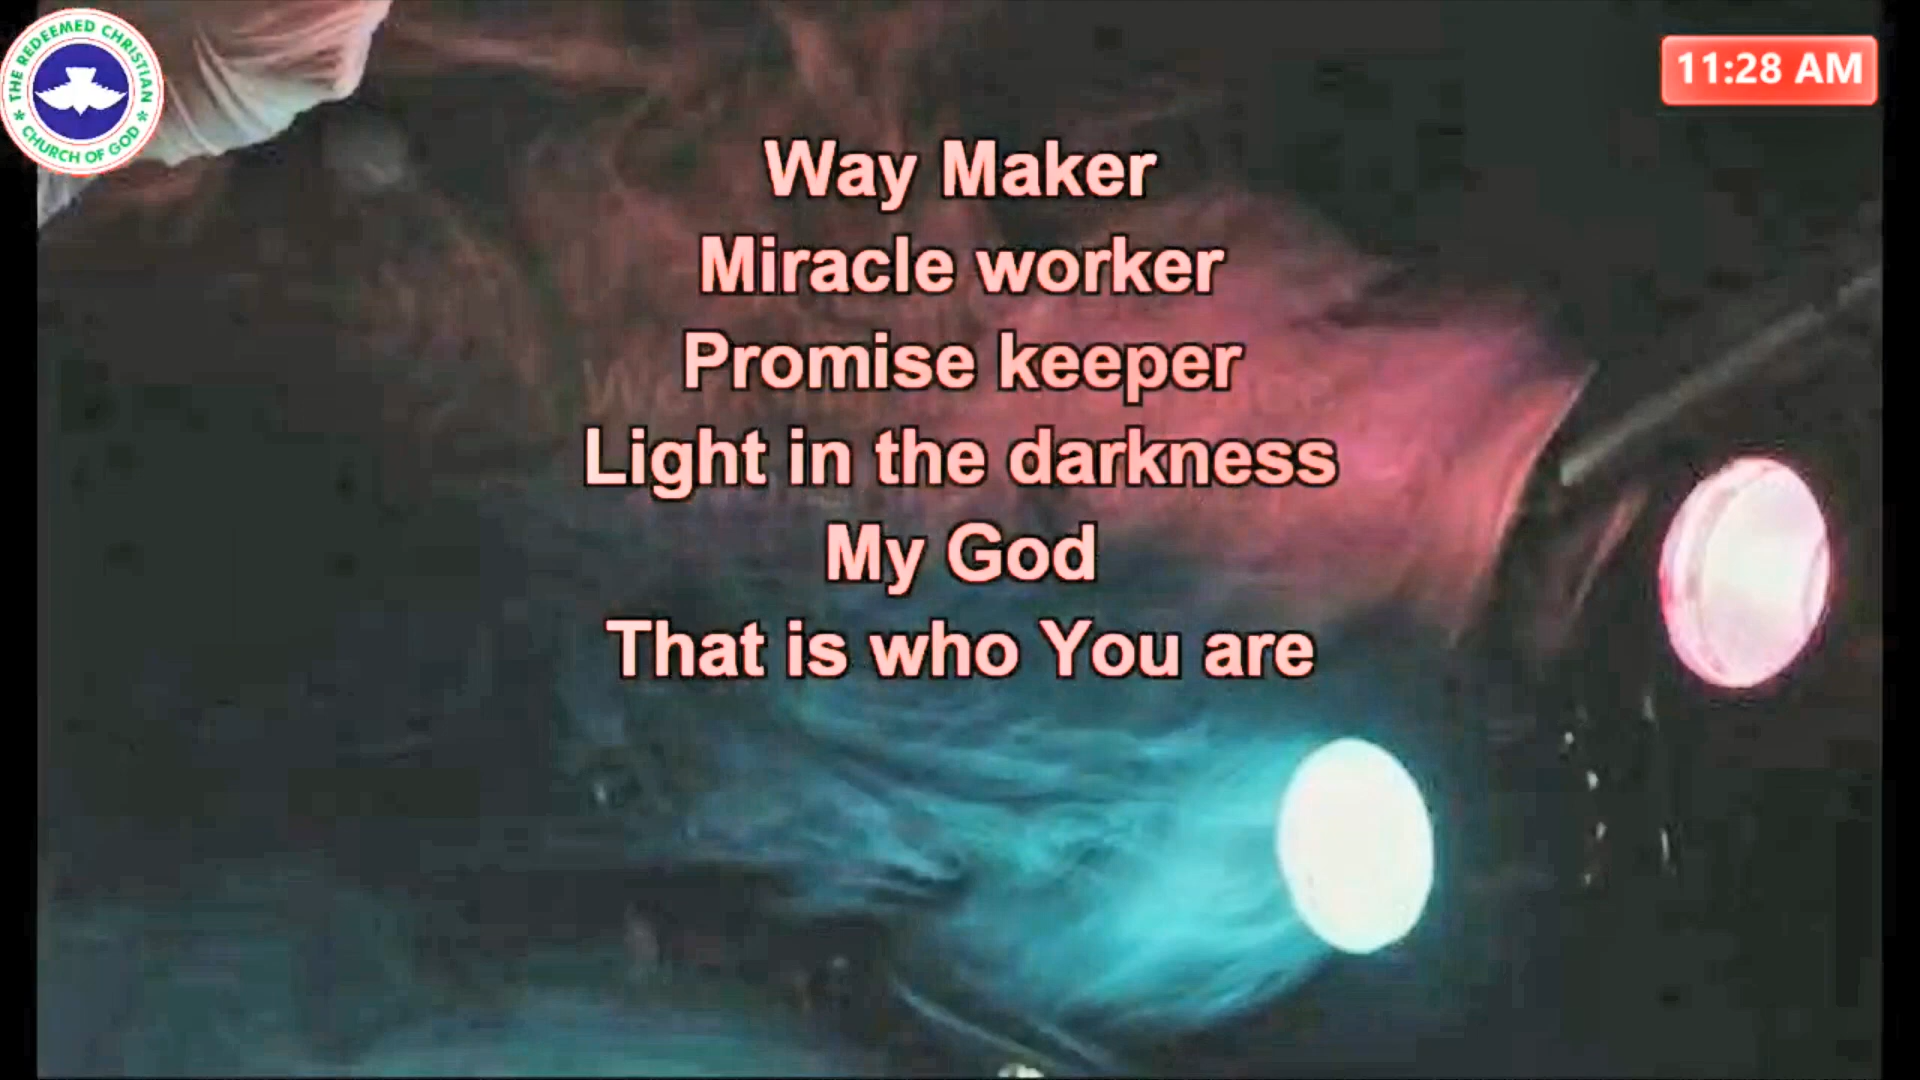 THE REDEEMED CHRISTIAN
CHURCH OF GOD
11:28 AM
Way Maker
Miracle worker
Promise keeper
Light in the darkness
My God
That is who You are